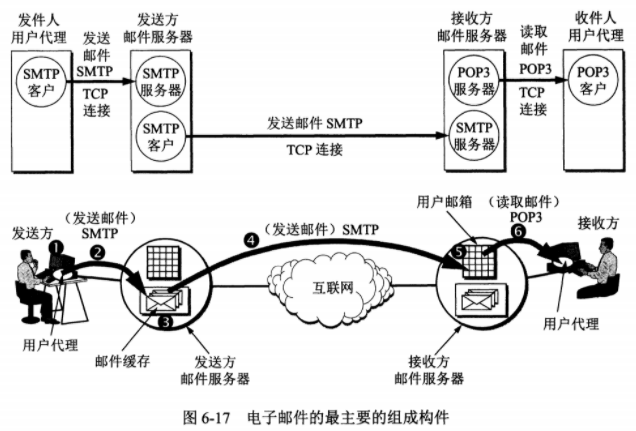 发件人
用户代理
发送
邮件
SMTP
TCP
连接
SMTP
客户
发送方
邮件服务器
SMTP
服务器
SMTP
客户
发送邮件 SMTP
TCP 连接
接收方
邮件服务器
POP3
服务器
SMTP
服务器
读取
邮件
POP3
TCP
连接
收件人
用户代理
POP3
客户
发送方
❶
❷
（发送邮件）
SMTP
❸
❹
（发送邮件）SMTP
互联网
用户邮箱
❺
（读取邮件）
POP3
❻
接收方
用户代理
邮件缓存
发送方
邮件服务器
接收方
邮件服务器
用户代理
图 6-17 电子邮件的最主要的组成构件